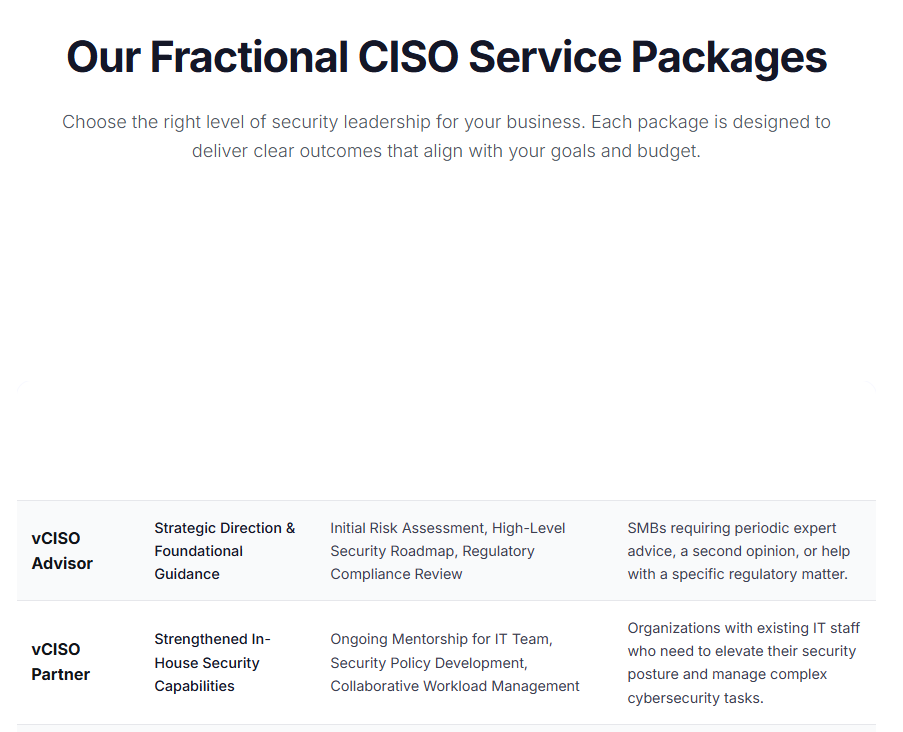 Our Fractional CISO Service Packages
Choose the right level of security leadership for your business. Each package is designed to
deliver clear outcomes that align with your goals and budget.
vCISO
Advisor
Strategic Direction &
Foundational
Guidance
Initial Risk Assessment, High-Level
Security Roadmap, Regulatory
Compliance Review
SMBs requiring periodic expert
advice, a second opinion, or help
with a specific regulatory matter.
vCISO
Partner
Strengthened In-
House Security
Capabilities
Ongoing Mentorship for IT Team,
Security Policy Development,
Collaborative Workload Management
Organizations with existing IT staff
who need to elevate their security
posture and manage complex
cybersecurity tasks.